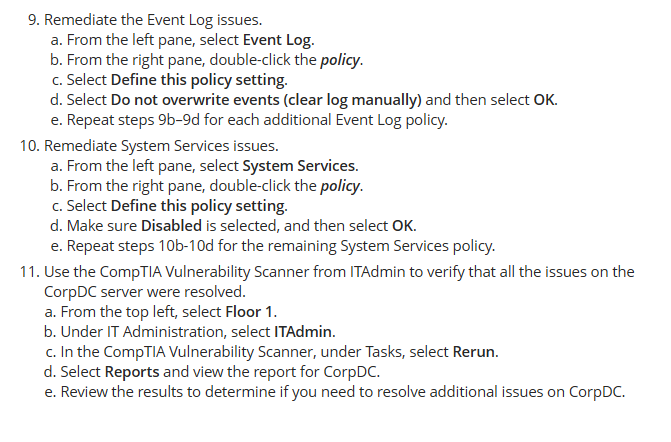 9. Remediate the Event Log issues.
a. From the left pane, select Event Log.
b. From the right pane, double-click the policy.
c. Select Define this policy setting.
d. Select Do not overwrite events (clear log manually) and then select OK.
e. Repeat steps 9b–9d for each additional Event Log policy.
10. Remediate System Services issues.
a. From the left pane, select System Services.
b. From the right pane, double-click the policy.
c. Select Define this policy setting.
d. Make sure Disabled is selected, and then select OK.
e. Repeat steps 10b-10d for the remaining System Services policy.
11. Use the CompTIA Vulnerability Scanner from ITAdmin to verify that all the issues on the
CorpDC server were resolved.
a. From the top left, select Floor 1.
b. Under IT Administration, select ITAdmin.
c. In the CompTIA Vulnerability Scanner, under Tasks, select Rerun.
d. Select Reports and view the report for CorpDC.
e. Review the results to determine if you need to resolve additional issues on CorpDC.